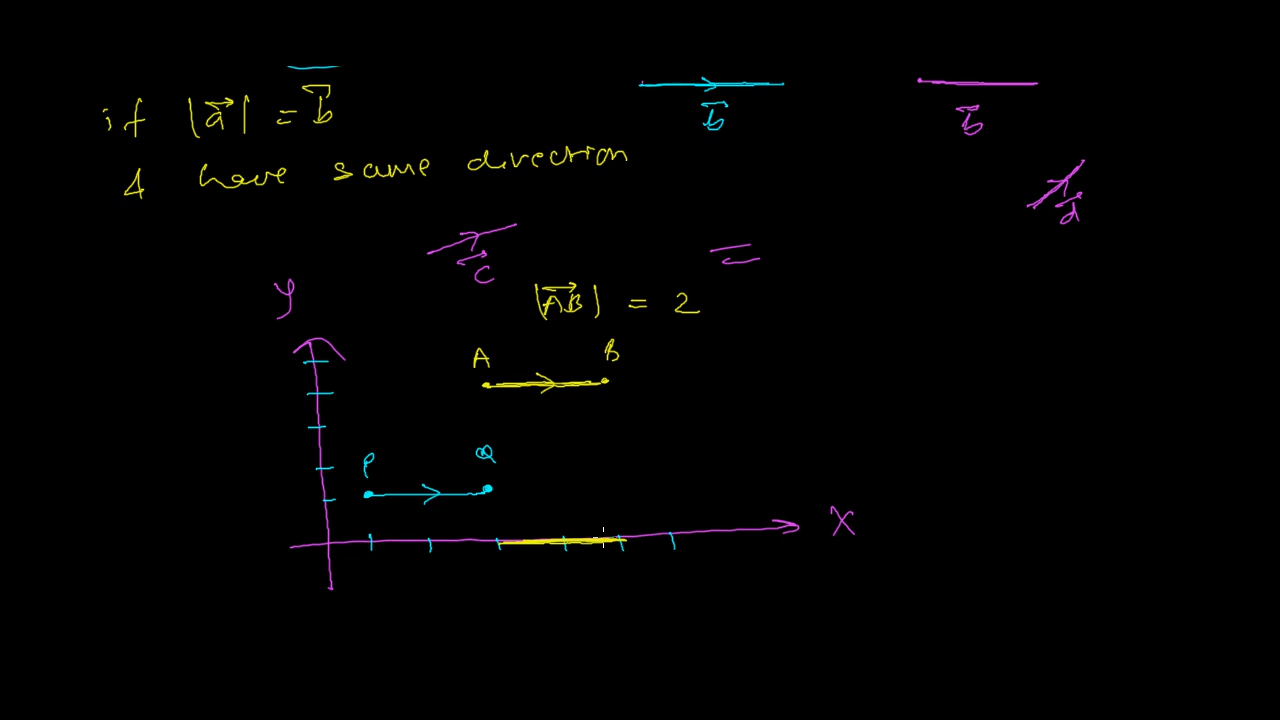 if |a⃗| = b⃗
& have same direction
b⃗
b⃗
d⃗
c⃗
|AB⃗| = 2
y
A B
P Q
X